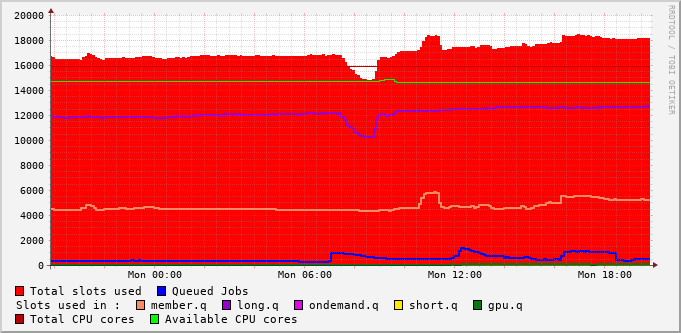 RRDTOOL / TOBI OETIKER
20000
18000
16000
14000
12000
10000
8000
6000
4000
2000
0
Mon 00:00 Mon 06:00 Mon 12:00 Mon 18:00
Total slots used Queued Jobs
Slots used in : member.q long.q ondemand.q short.q gpu.q
Total CPU cores Available CPU cores